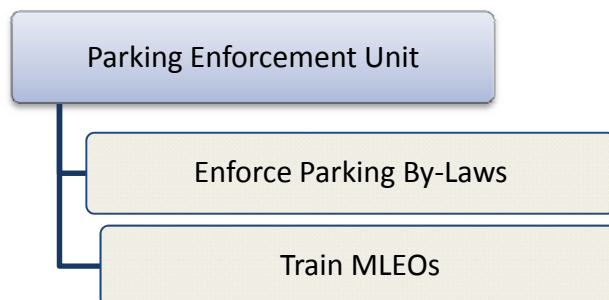 Parking Enforcement Unit
Enforce Parking By-Laws
Train MLEOs